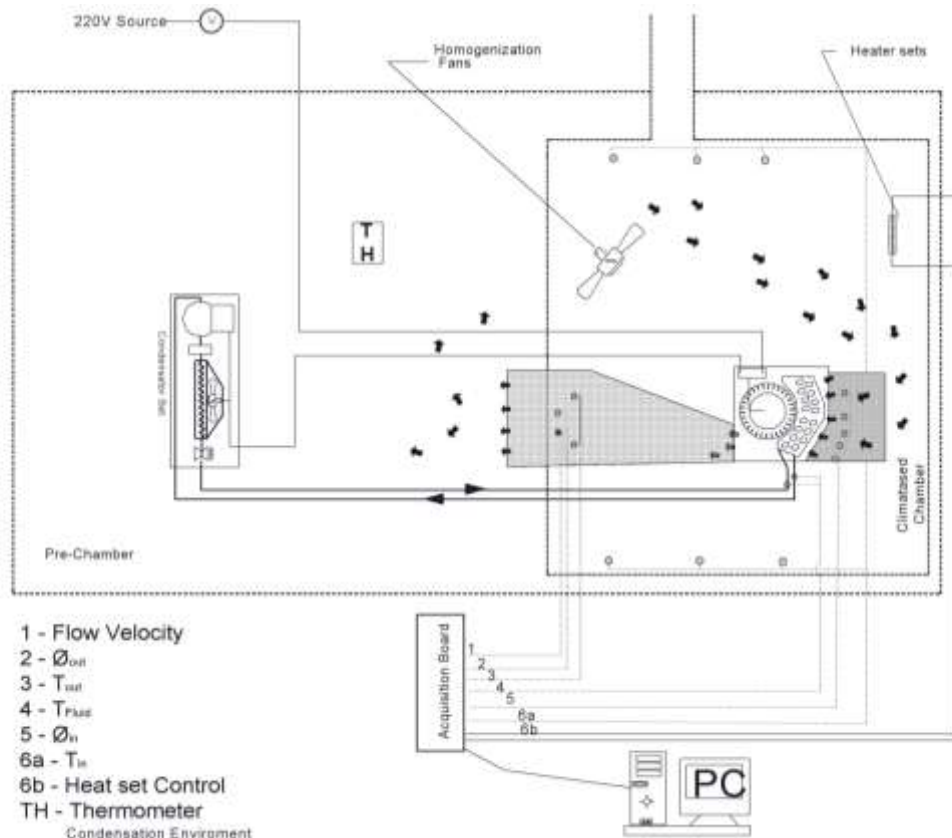 220V Source
V
Homogenization
Fans
Heater sets
T
H
Condensator Set
Climatased
Chamber
Pre-Chamber
1 - Flow Velocity
2 - Øout
3 - Tout
4 - TFluid
5 - Øin
6a - Tin
6b - Heat set Control
TH - Thermometer
Condensation Enviroment
Acquisition Board
1
2
3
4
5
6a
6b
PC